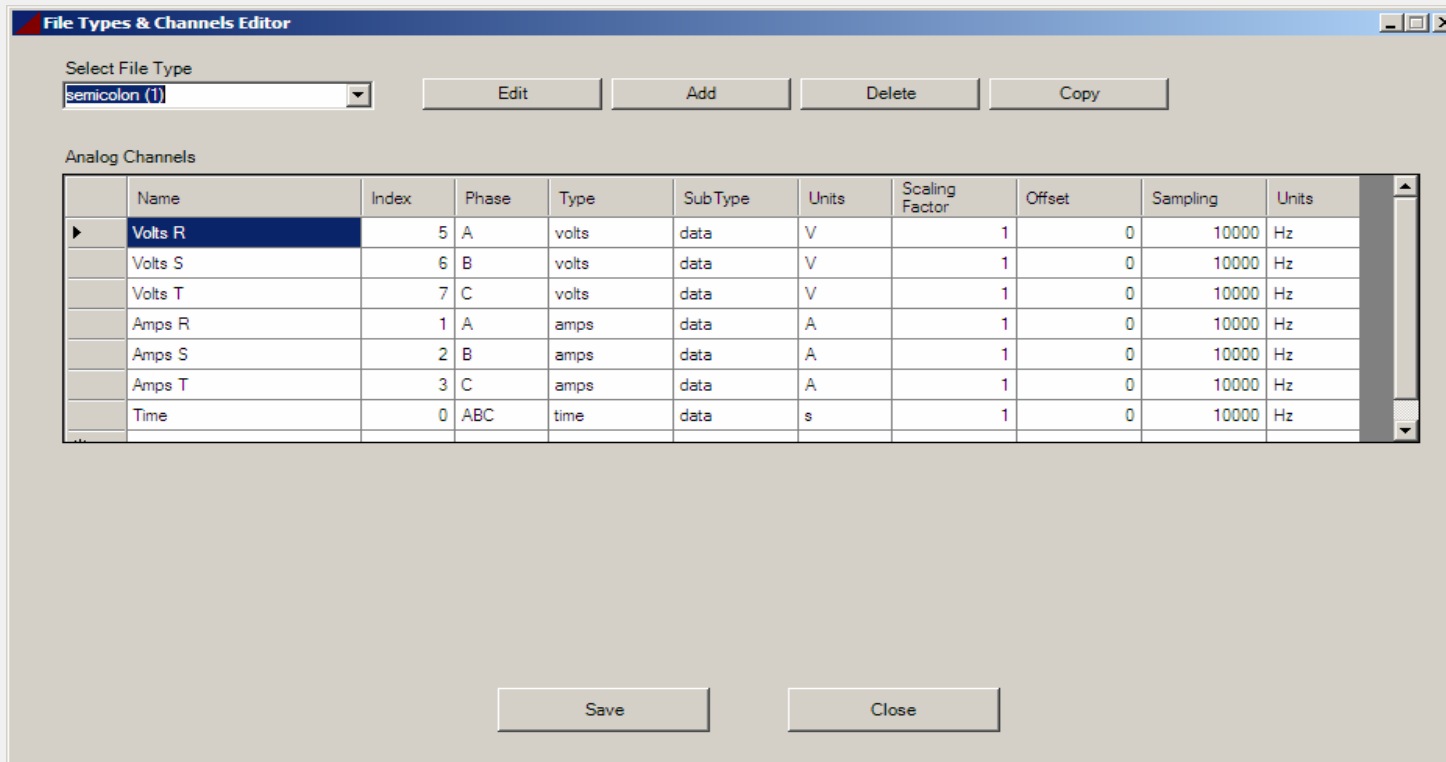 File Types & Channels Editor
Select File Type
semicolon (1) Edit Add Delete Copy
Analog Channels
Name Index Phase Type SubType Units Scaling Factor Offset Sampling Units
Volts R 5 A volts data V 1 0 10000 Hz
Volts S 6 B volts data V 1 0 10000 Hz
Volts T 7 C volts data V 1 0 10000 Hz
Amps R 1 A amps data A 1 0 10000 Hz
Amps S 2 B amps data A 1 0 10000 Hz
Amps T 3 C amps data A 1 0 10000 Hz
Time 0 ABC time data s 1 0 10000 Hz
Save Close